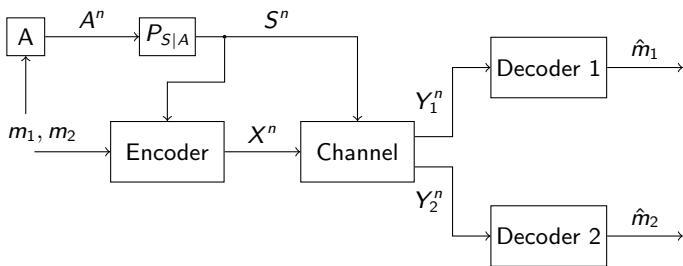 A
A^n
P_{S|A}
S^n
m_1, m_2
Encoder
X^n
Channel
Y_1^n
Y_2^n
Decoder 1
m̂_1
Decoder 2
m̂_2